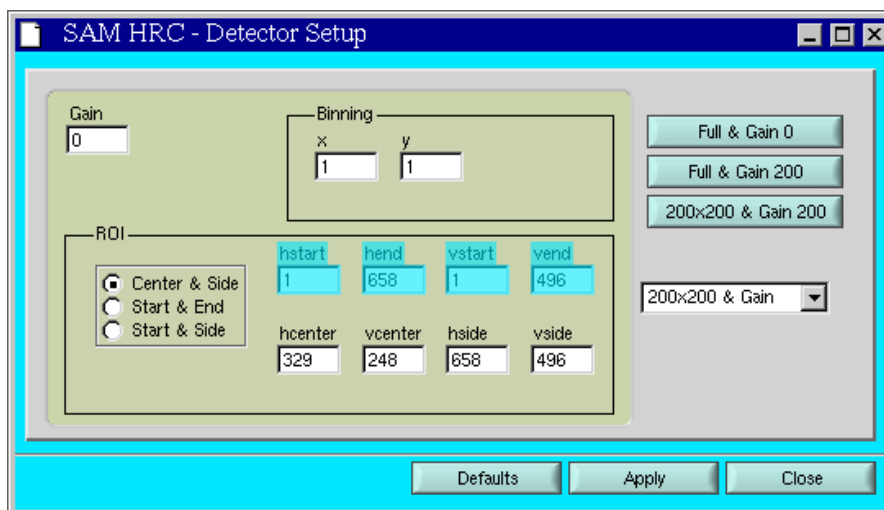 SAM HRC - Detector Setup
Gain
0
Binning
x y
1 1
Full & Gain 0
Full & Gain 200
200x200 & Gain 200
ROI
Center & Side
Start & End
Start & Side
hstart hend vstart vend
1 658 1 496
hcenter vcenter hside vside
329 248 658 496
200x200 & Gain
Defaults Apply Close